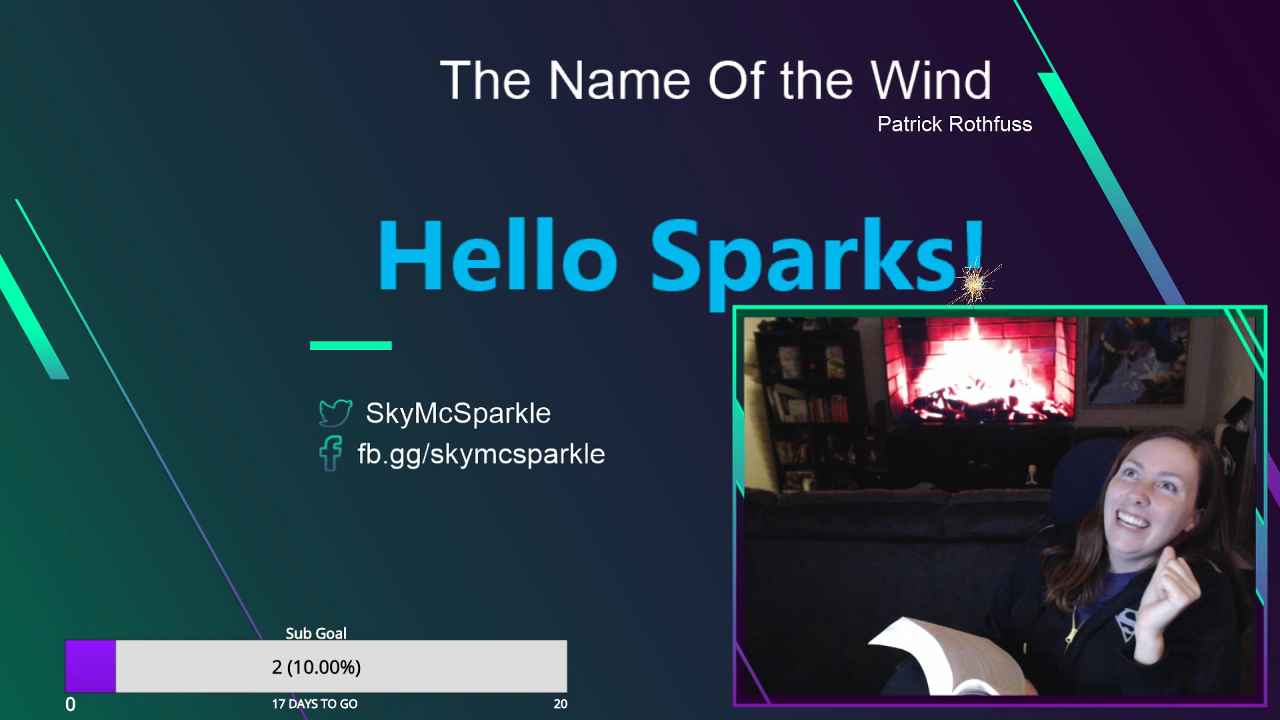 The Name Of the Wind
Patrick Rothfuss
Hello Sparks!
SkyMcSparkle
fb.gg/skymcsparkle
Sub Goal
2 (10.00%)
0
17 DAYS TO GO
20